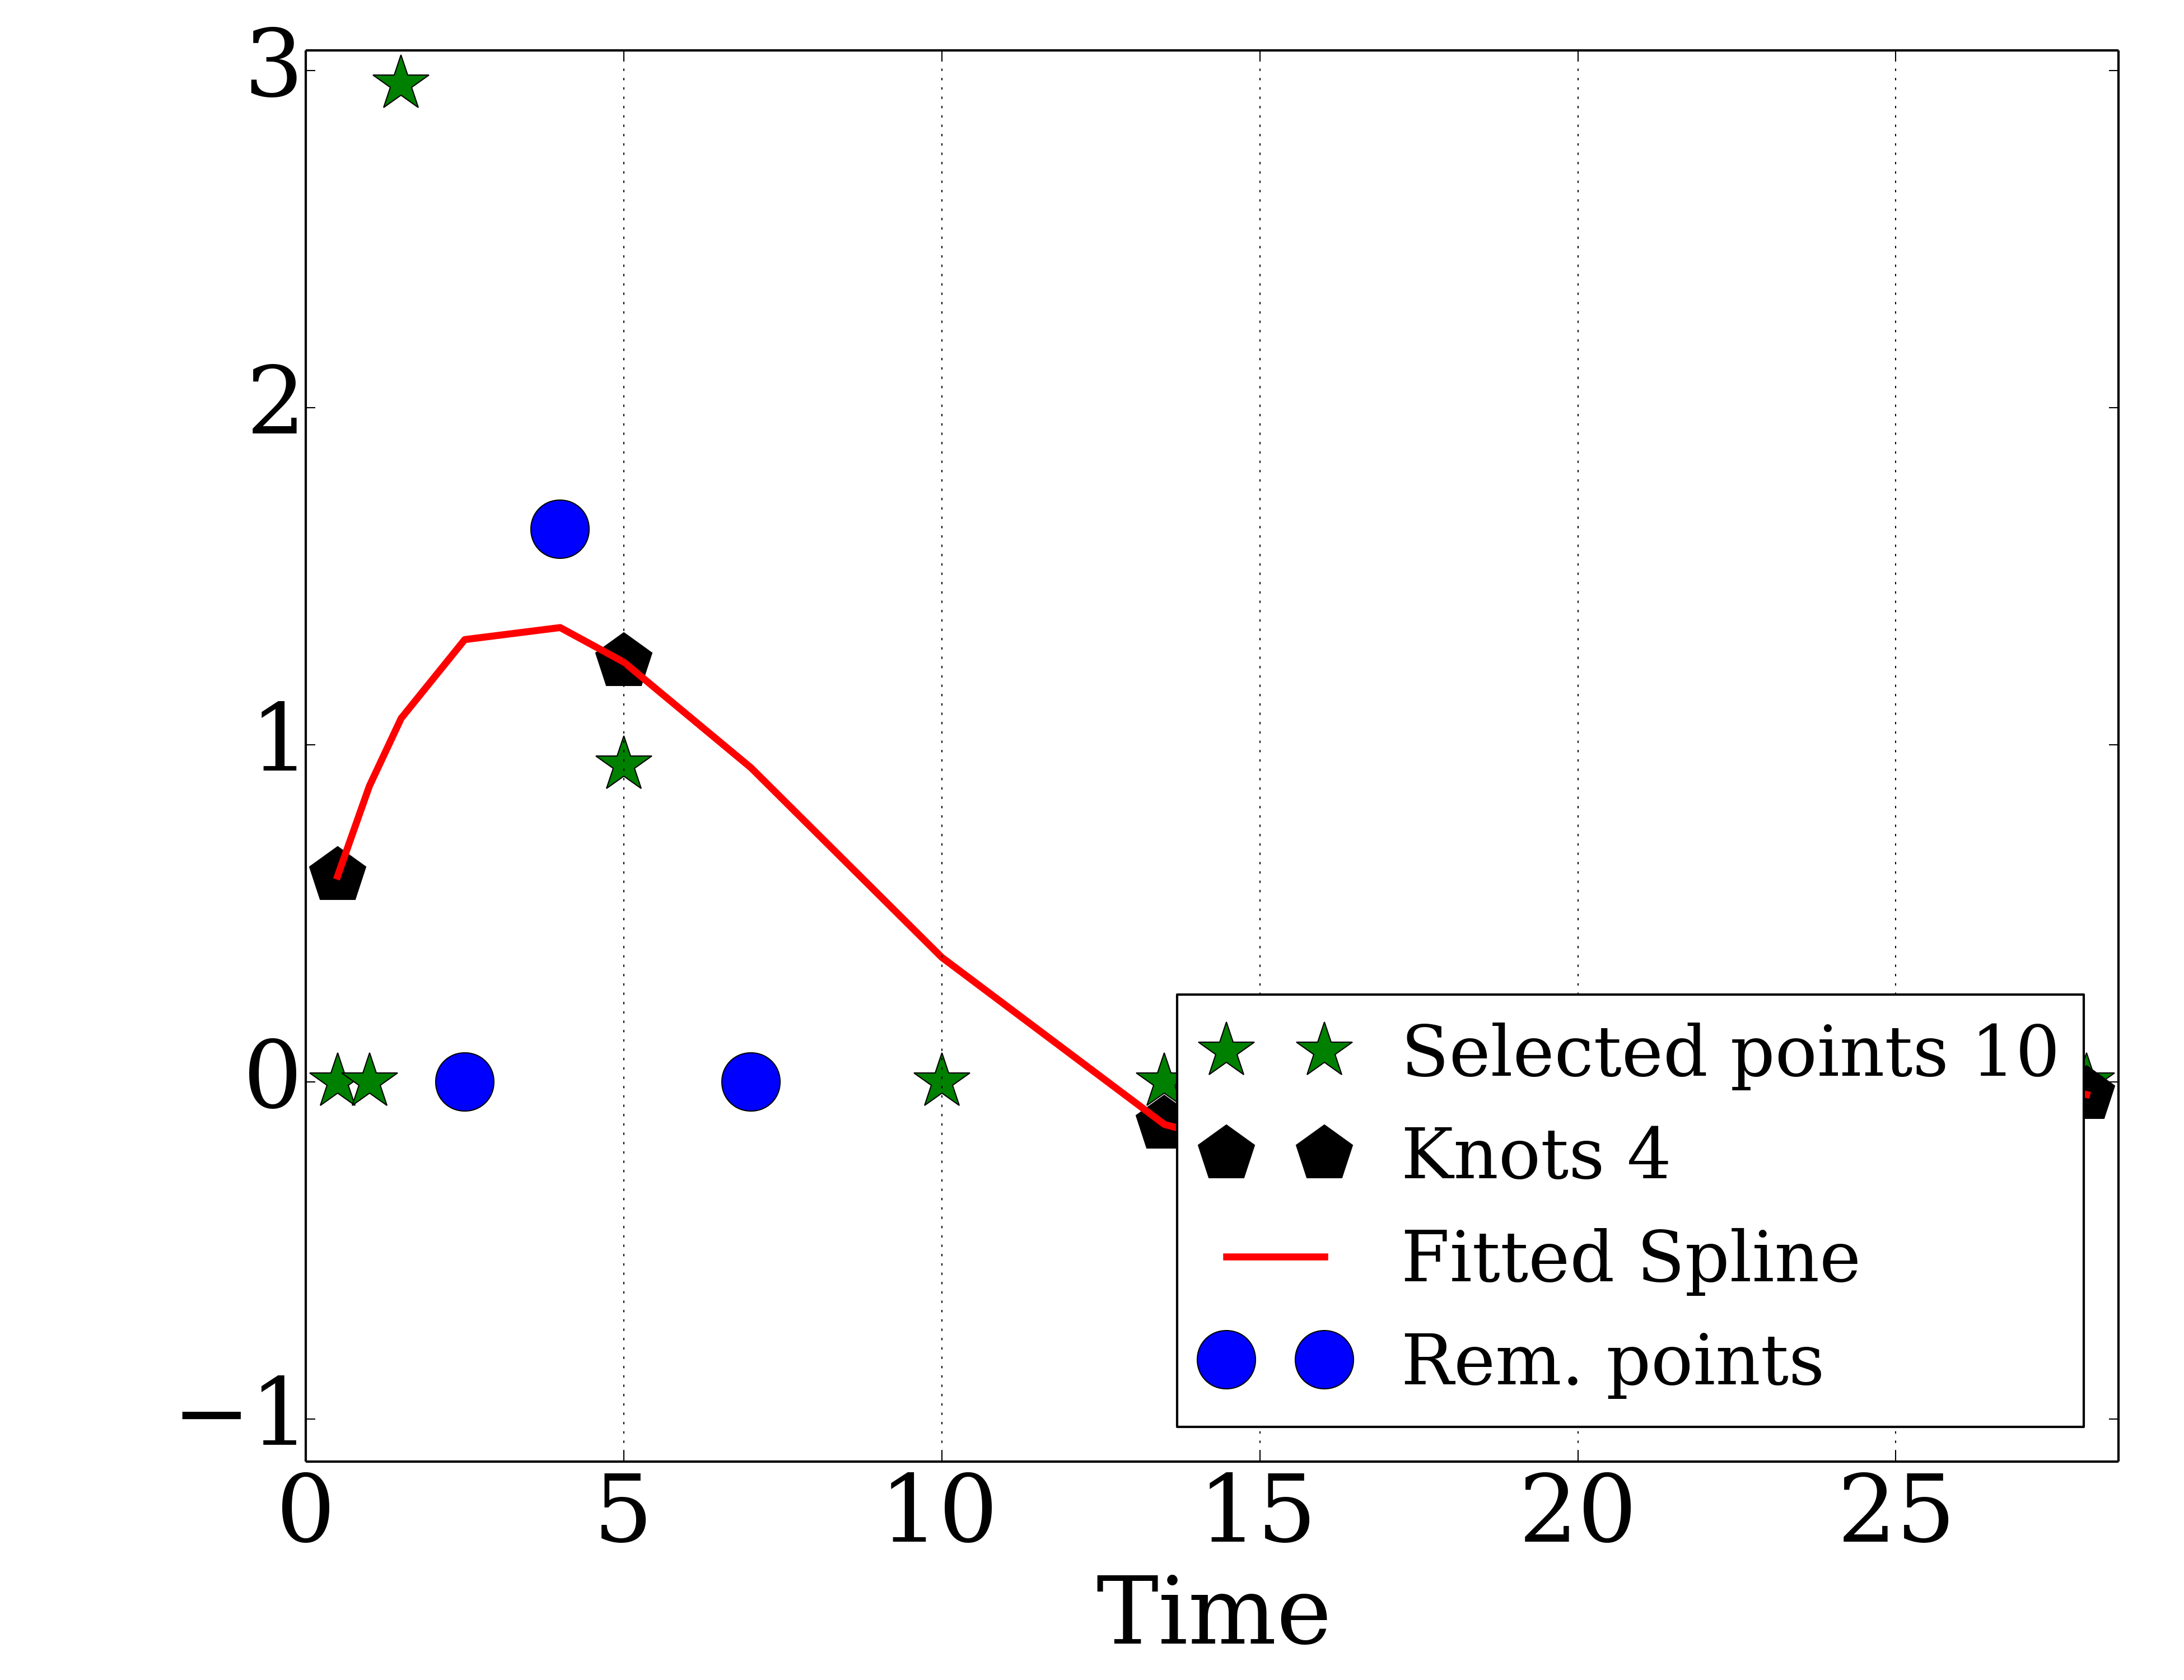 3
2
1
0
−1
Selected points 10
Knots 4
Fitted Spline
Rem. points
0 5 10 15 20 25
Time